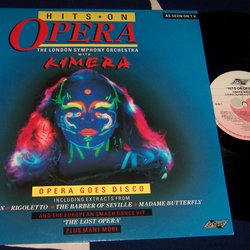 HITS•ON
AS SEEN ON T.V.
OPERA
THE LONDON SYMPHONY ORCHESTRA
WITH
KIMERA
OPERA GOES DISCO
INCLUDING EXTRACTS FROM
N • RIGOLETTO • THE BARBER OF SEVILLE • MADAME BUTTERFLY
AND THE EUROPEAN SMASH DANCE HIT
'THE LOST OPERA'
PLUS MANY MORE